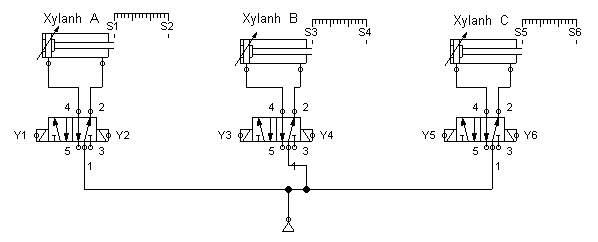 Xylanh A
S1 S2
Xylanh B
S3 S4
Xylanh C
S5 S6
4 2
Y1 Y2
5 3
1
4 2
Y3 Y4
5 3
1
4 2
Y5 Y6
5 3
1